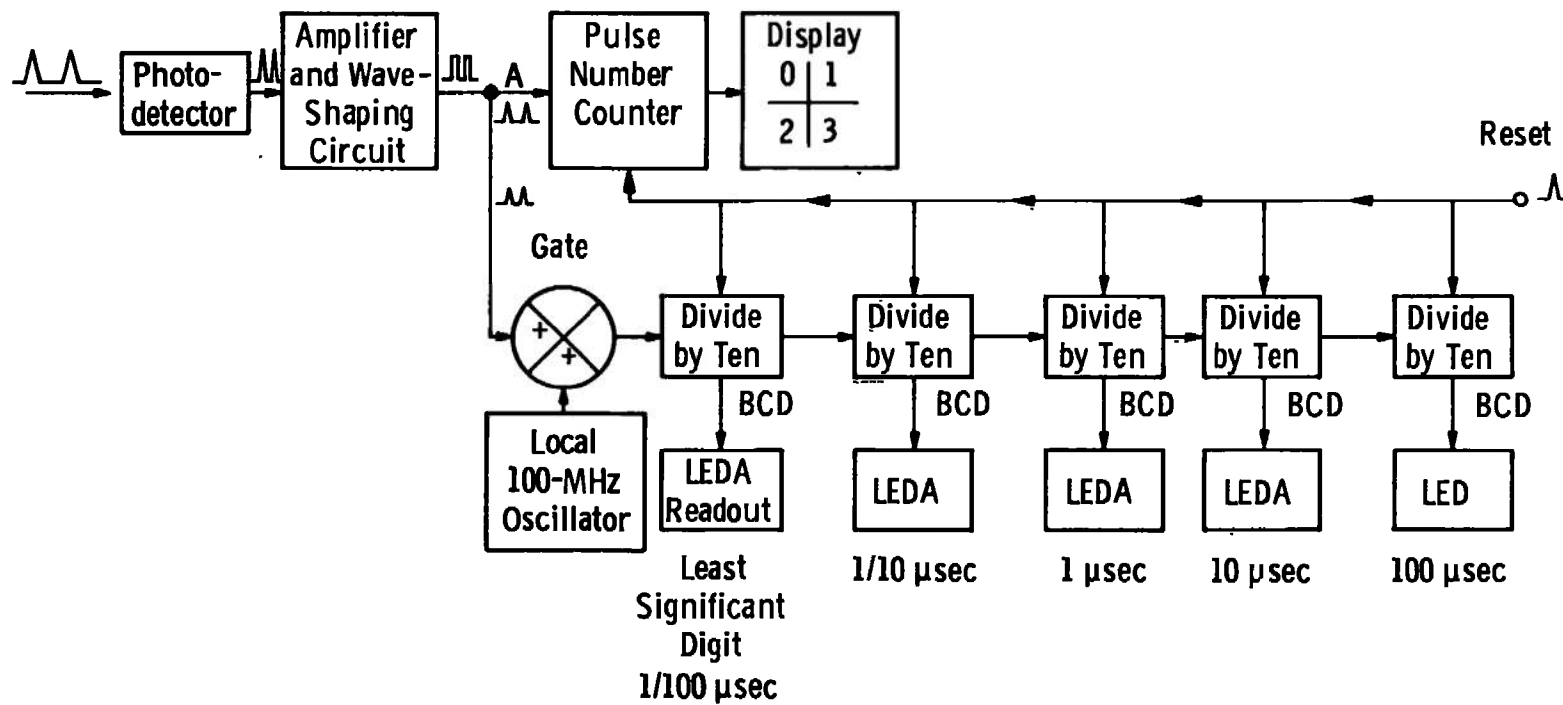 Photo-
detector
Amplifier
and Wave-
Shaping
Circuit
A
Pulse
Number
Counter
Display
0 1
2 3
Reset
Gate
Local
100-MHz
Oscillator
Divide
by Ten
Divide
by Ten
Divide
by Ten
Divide
by Ten
Divide
by Ten
BCD
BCD
BCD
BCD
BCD
LEDA
Readout
LEDA
LEDA
LEDA
LED
Least
Significant
Digit
1/100 μsec
1/10 μsec
1 μsec
10 μsec
100 μsec
+
+